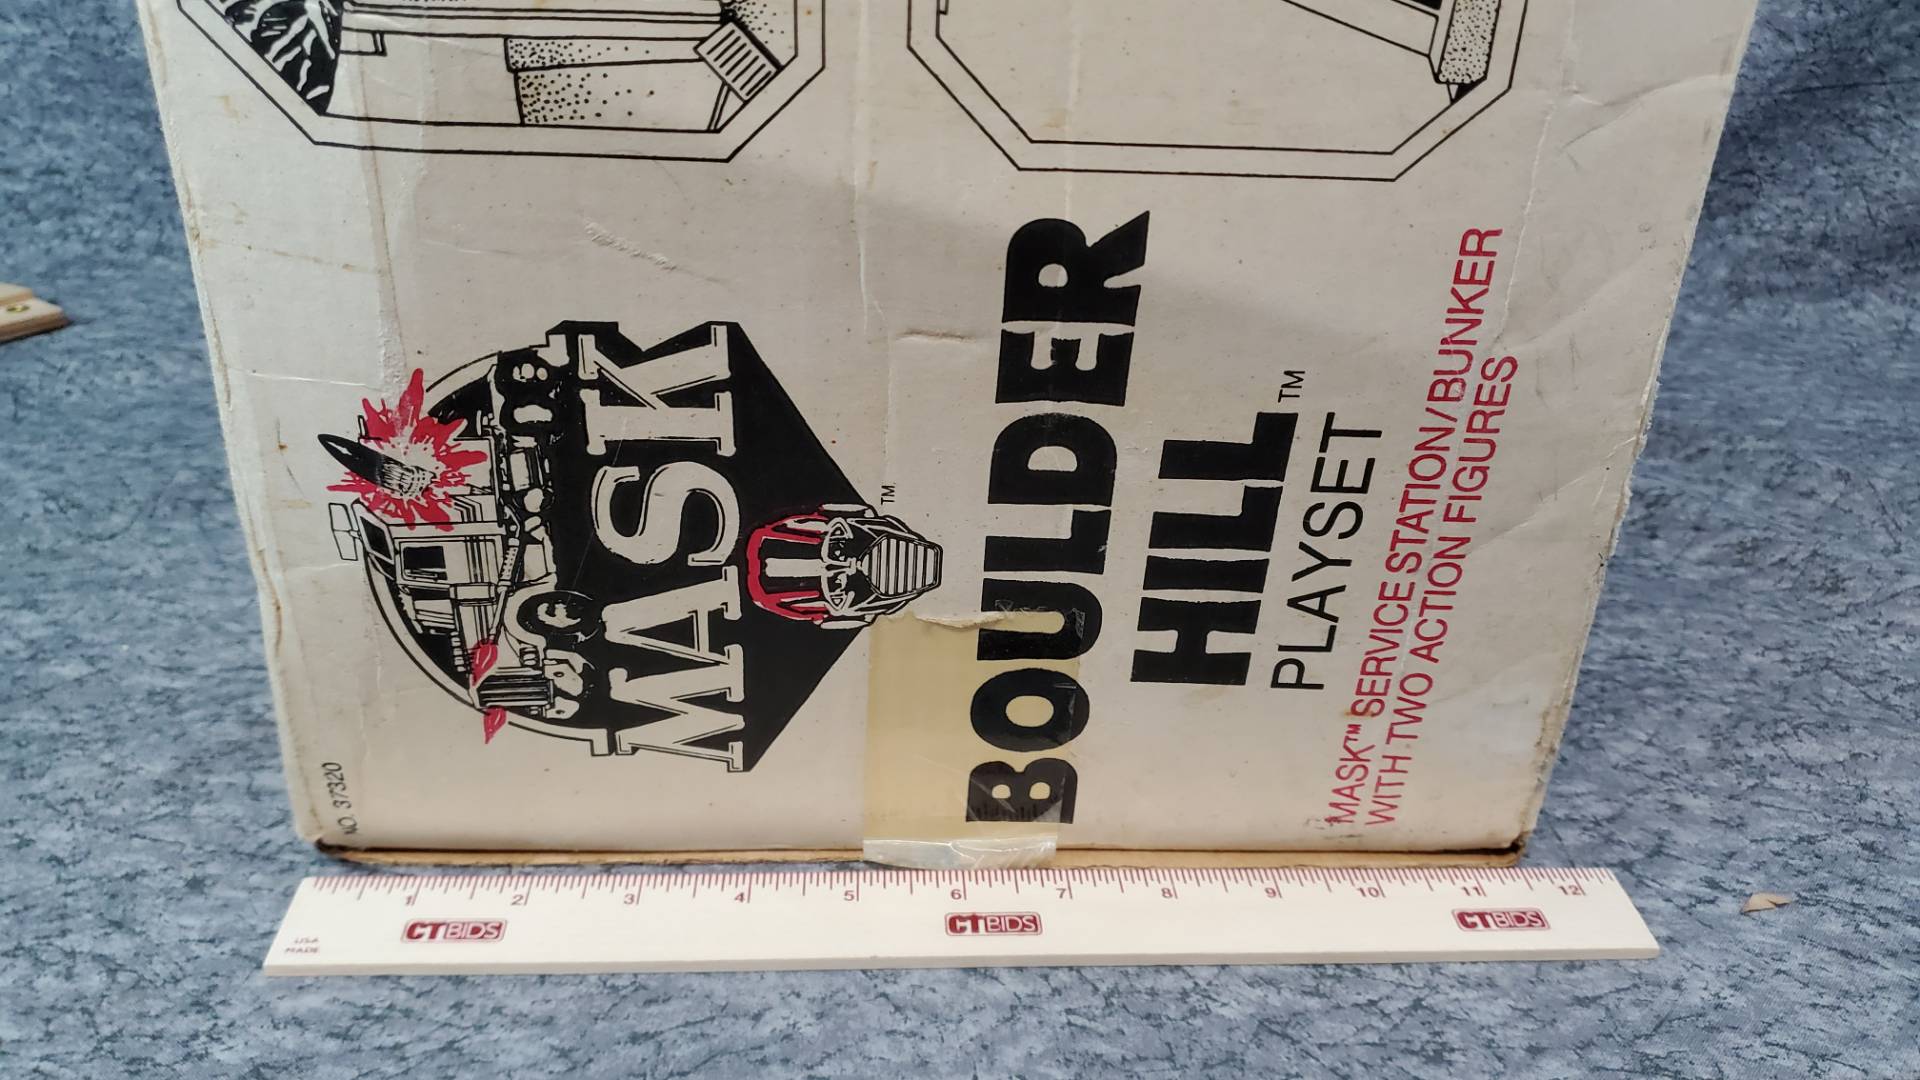 NO. 37320
MASK
TM
BOULDER
HILL™
PLAYSET
MASK™ SERVICE STATION/BUNKER
WITH TWO ACTION FIGURES
1 2 3 4 5 6 7 8 9 10 11 12
CTBIDS CTBIDS CTBIDS
USA
MADE